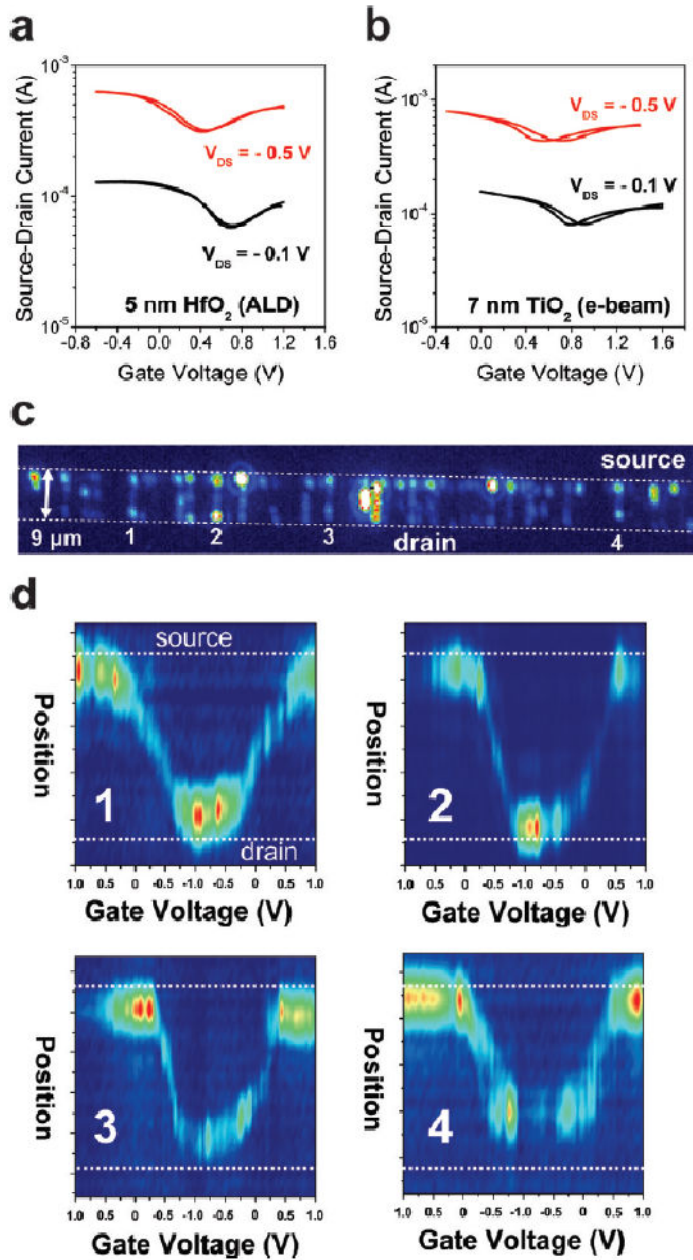 a
Source-Drain Current (A)
10⁻³
10⁻⁴
10⁻⁵
V_DS = - 0.5 V
V_DS = - 0.1 V
5 nm HfO₂ (ALD)
-0.8 -0.4 0.0 0.4 0.8 1.2 1.6
Gate Voltage (V)
b
Source-Drain Current (A)
10⁻²
10⁻³
10⁻⁴
10⁻⁵
V_DS = - 0.5 V
V_DS = - 0.1 V
7 nm TiO₂ (e-beam)
-0.4 0.0 0.4 0.8 1.2 1.6
Gate Voltage (V)
c
source
9 µm
1
2
3
drain
4
d
Position
source
1
drain
1.0 0.5 0 -0.5 -1.0 -0.5 0 0.5 1.0
Gate Voltage (V)
Position
2
1.0 0.5 0 -0.5 -1.0 -0.5 0 0.5 1.0
Gate Voltage (V)
Position
3
1.0 0.5 0 -0.5 -1.0 -0.5 0 0.5 1.0
Gate Voltage (V)
Position
4
1.0 0.5 0 -0.5 -1.0 -0.5 0 0.5 1.0
Gate Voltage (V)